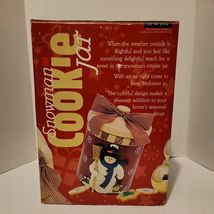 Snowman
COOKIE
Jar
When the weather outside is
frightful and you feel like
something delightful reach for a
sweet in the snowman cookie jar.
With an air tight cover to
keep freshness in.
The colorful design makes a
pleasant addition to your
home's seasonal decor.